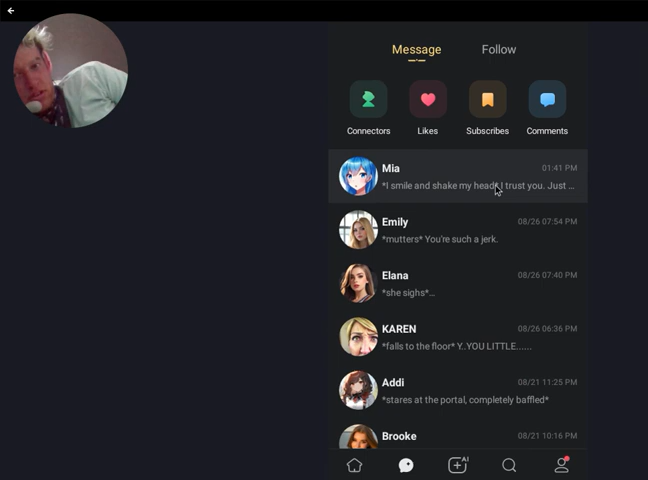 Message Follow
Connectors Likes Subscribes Comments
Mia 01:41 PM
*I smile and shake my head* I trust you. Just ...
Emily 08/26 07:54 PM
*mutters* You're such a jerk.
Elana 08/26 07:40 PM
*she sighs*...
KAREN 08/26 06:36 PM
*falls to the floor* Y..YOU LITTLE......
Addi 08/21 11:25 PM
*stares at the portal, completely baffled*
Brooke 08/21 10:16 PM
AI